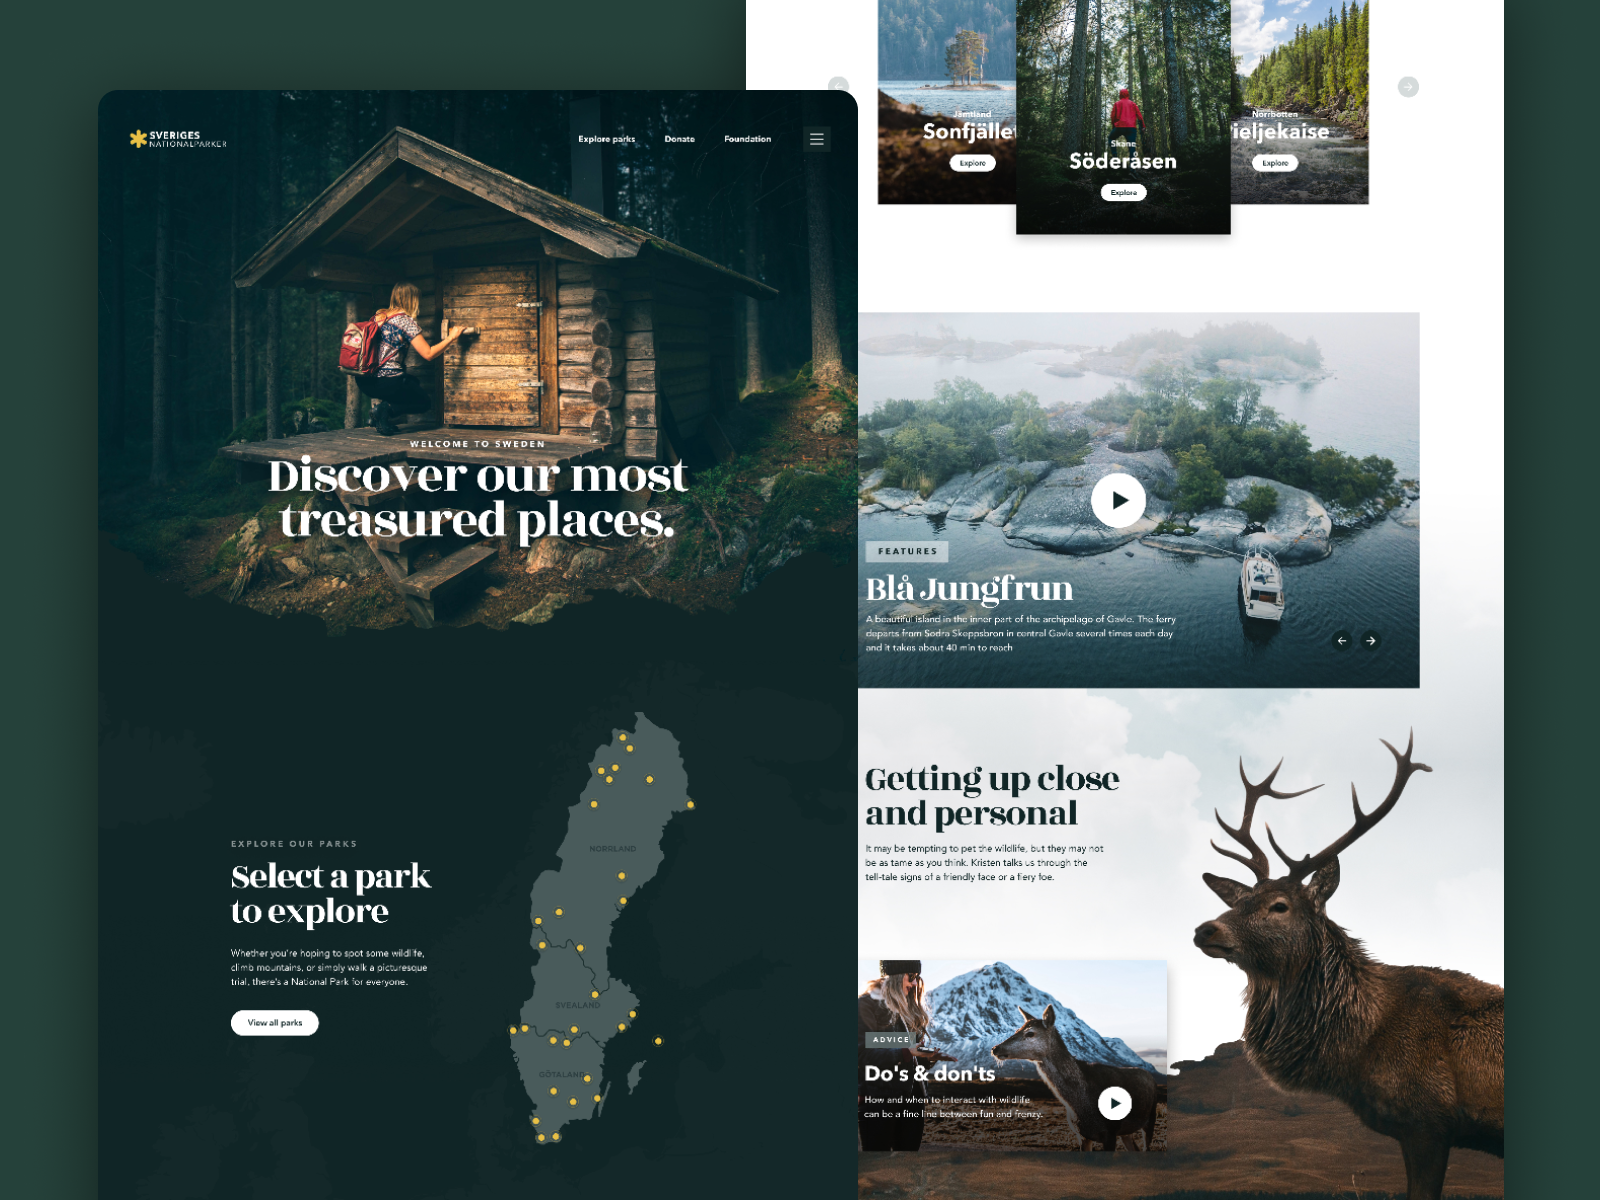 SVERIGES
NATIONALPARKER
Explore parks
Donate
Foundation
WELCOME TO SWEDEN
Discover our most
treasured places.
EXPLORE OUR PARKS
Select a park
to explore
Whether you're hoping to spot some wildlife,
climb mountains, or simply walk a picturesque
trial, there's a National Park for everyone.
View all parks
NORRLAND
SVEALAND
GÖTALAND
Jämtland
Sonfjället
Explore
Skåne
Söderåsen
Explore
Norrbotten
ieljekaise
Explore
FEATURES
Blå Jungfrun
A beautiful island in the inner part of the archipelago of Gavle. The ferry
departs from Sodra Skeppsbron in central Gavle several times each day
and it takes about 40 min to reach
Getting up close
and personal
It may be tempting to pet the wildlife, but they may not
be as tame as you think. Kristen talks us through the
tell-tale signs of a friendly face or a fiery foe.
ADVICE
Do's & don'ts
How and when to interact with wildlife
can be a fine line between fun and frenzy.